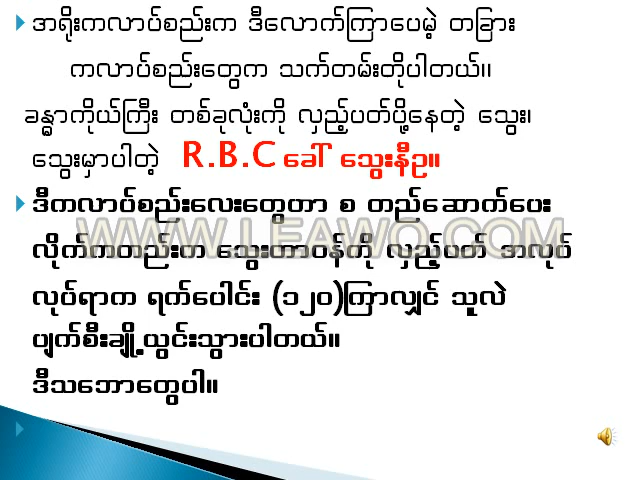 အရိုးကလာပ်စည်းက ဒီလောက်ကြာပေမဲ့ တခြား
ကလာပ်စည်းတွေက သက်တမ်းတိုပါတယ်။
ခန္ဓာကိုယ်ကြီး တစ်ခုလုံးကို လှည့်ပတ်ပို့နေတဲ့ သွေး၊
သွေးမှာပါတဲ့ R.B.C ခေါ် သွေးနီဥ။
ဒီကလာပ်စည်းလေးတွေဟာ စ တည်ဆောက်ပေး
လိုက်ကတည်းက သွေးတာဝန်ကို လှည့်ပတ် အလုပ်
WWW.LEAWO.COM
လုပ်ရာက ရက်ပေါင်း (၁၂၀)ကြာလျှင် သူလဲ
ပျက်စီးချို့ယွင်းသွားပါတယ်။
ဒီသဘောတွေပါ။